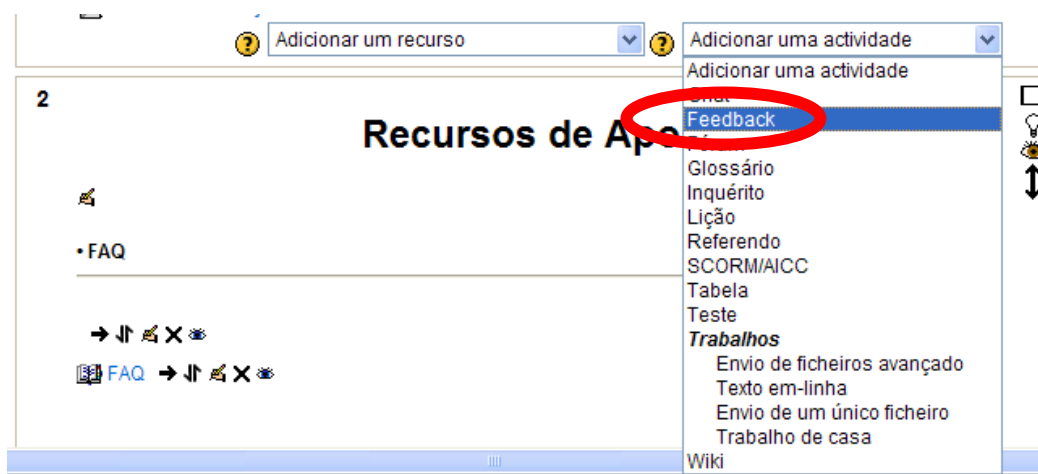 Adicionar um recurso
Adicionar uma actividade
Adicionar uma actividade
Chat
Feedback
Fórum
Glossário
Inquérito
Lição
Referendo
SCORM/AICC
Tabela
Teste
Trabalhos
Envio de ficheiros avançado
Texto em-linha
Envio de um único ficheiro
Trabalho de casa
Wiki
2
Recursos de Apo
• FAQ
FAQ